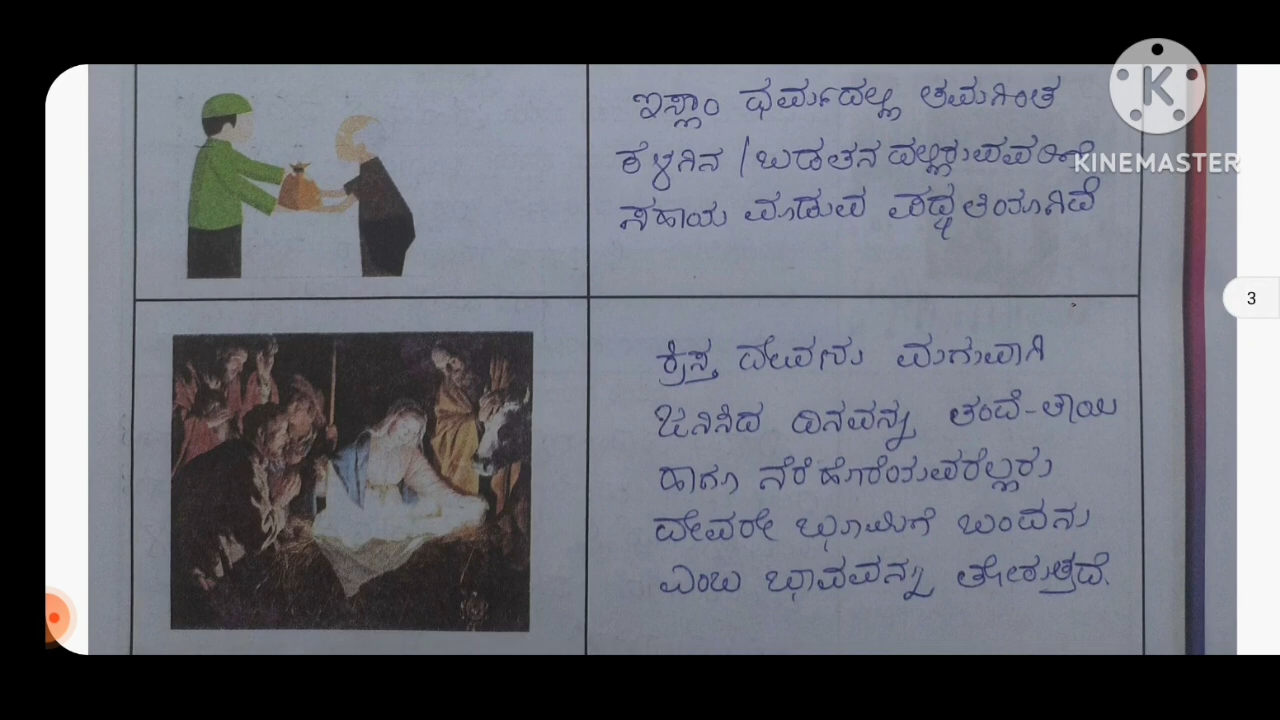 ಇಸ್ಲಾಂ ಧರ್ಮದಲ್ಲಿ ತಮಗಿಂತ
ಕೆಳಗಿನ / ಬಡತನದಲ್ಲಿರುವವರಿಗೆ
ಸಹಾಯ ಮಾಡುವ ಪದ್ಧತಿಯಾಗಿದೆ
ಕ್ರಿಸ್ತ ದೇವನು ಮಗುವಾಗಿ
ಜನಿಸಿದ ದಿನವನ್ನು ತಂದೆ-ತಾಯಿ
ಹಾಗೂ ನೆರೆಹೊರೆಯವರೆಲ್ಲರು
ದೇವರೇ ಭೂಮಿಗೆ ಬಂದನು
ಎಂಬ ಭಾವವನ್ನು ತೋರುತ್ತದೆ.
K
KINEMASTER
3